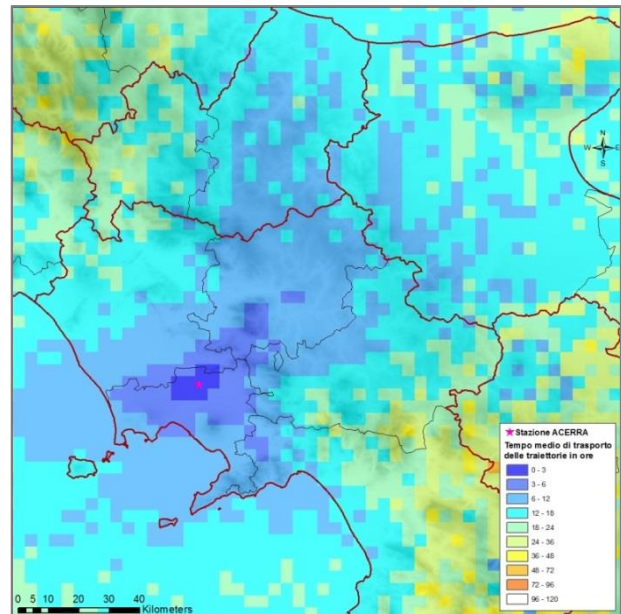 N
W E
S
★ Stazione ACERRA
Tempo medio di trasporto
delle traiettorie in ore
0 - 3
3 - 6
6 - 12
12 - 18
18 - 24
24 - 36
36 - 48
48 - 72
72 - 96
96 - 120
0 5 10 20 30 40
Kilometers